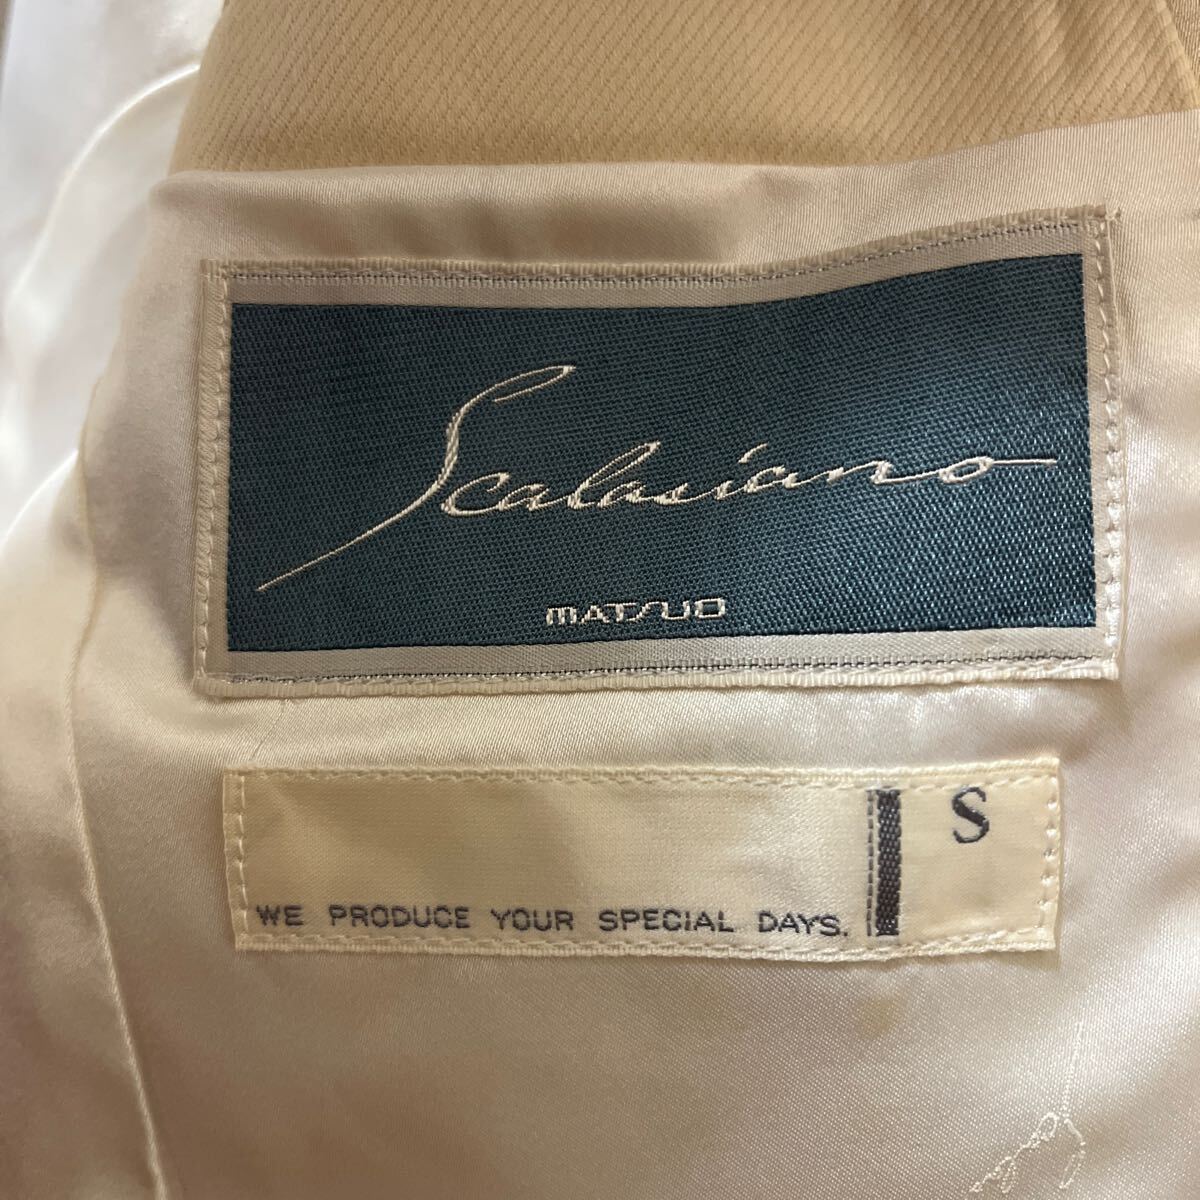 Scalasiano
MATSUO
S
WE PRODUCE YOUR SPECIAL DAYS.